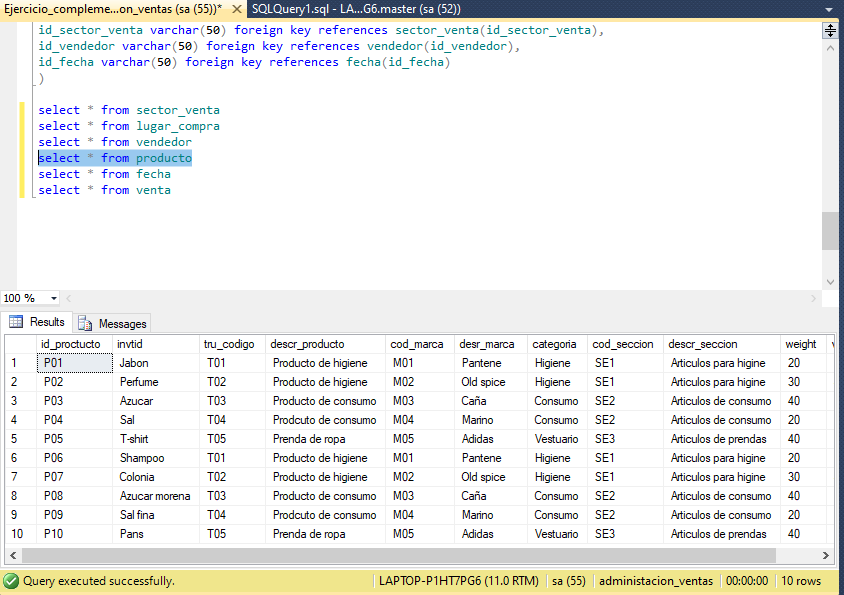 Ejercicio_compleme...on_ventas (sa (55))* SQLQuery1.sql - LA...G6.master (sa (52))
id_sector_venta varchar(50) foreign key references sector_venta(id_sector_venta),
id_vendedor varchar(50) foreign key references vendedor(id_vendedor),
id_fecha varchar(50) foreign key references fecha(id_fecha)
)
select * from sector_venta
select * from lugar_compra
select * from vendedor
select * from producto
select * from fecha
select * from venta
100 %
Results Messages
id_proctucto invtid tru_codigo descr_producto cod_marca desr_marca categoria cod_seccion descr_seccion weight
1 P01 Jabon T01 Producto de higiene M01 Pantene Higiene SE1 Articulos para higine 20
2 P02 Perfume T02 Producto de higiene M02 Old spice Higiene SE1 Articulos para higine 30
3 P03 Azucar T03 Producto de consumo M03 Caña Consumo SE2 Articulos de consumo 40
4 P04 Sal T04 Prodcuto de consumo M04 Marino Consumo SE2 Articulos de consumo 20
5 P05 T-shirt T05 Prenda de ropa M05 Adidas Vestuario SE3 Articulos de prendas 40
6 P06 Shampoo T01 Producto de higiene M01 Pantene Higiene SE1 Articulos para higine 20
7 P07 Colonia T02 Producto de higiene M02 Old spice Higiene SE1 Articulos para higine 30
8 P08 Azucar morena T03 Producto de consumo M03 Caña Consumo SE2 Articulos de consumo 40
9 P09 Sal fina T04 Prodcuto de consumo M04 Marino Consumo SE2 Articulos de consumo 20
10 P10 Pans T05 Prenda de ropa M05 Adidas Vestuario SE3 Articulos de prendas 40
Query executed successfully. LAPTOP-P1HT7PG6 (11.0 RTM) sa (55) administacion_ventas 00:00:00 10 rows